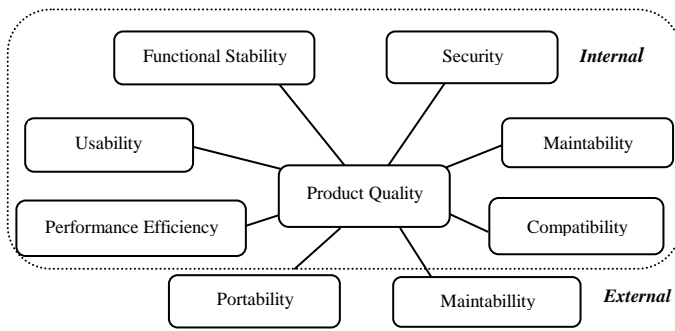 Functional Stability
Security
Internal
Usability
Maintability
Product Quality
Performance Efficiency
Compatibility
Portability
Maintabillity
External